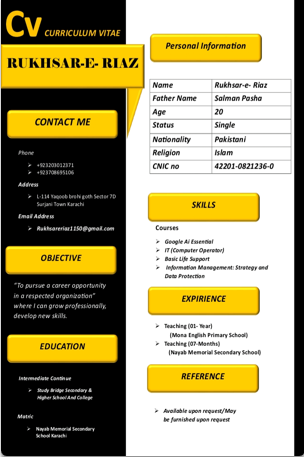 Cv CURRICULUM VITAE
RUKHSAR-E- RIAZ
CONTACT ME
Phone
➢ +923203012371
➢ +923708695106
Address
➢ L-114 Yaqoob brohi goth Sector 7D
Surjani Town Karachi
Email Address
➢ Rukhsareriaz1150@gmail.com
OBJECTIVE
"To pursue a career opportunity
in a respected organization"
where I can grow professionally,
develop new skills.
EDUCATION
Intermediate Continue
➢ Study Bridge Secondary &
Higher School And College
Matric
➢ Nayab Memorial Secondary
School Karachi
Personal Information
Name Rukhsar-e- Riaz
Father Name Salman Pasha
Age 20
Status Single
Nationality Pakistani
Religion Islam
CNIC no 42201-0821236-0
SKILLS
Courses
➢ Google Ai Essential
➢ IT (Computer Operator)
➢ Basic Life Support
➢ Information Management: Strategy and
Data Protection
EXPIRIENCE
➢ Teaching (01- Year)
(Mona English Primary School)
➢ Teaching (07-Months)
(Nayab Memorial Secondary School)
REFERENCE
➢ Available upon request/May
be furnished upon request